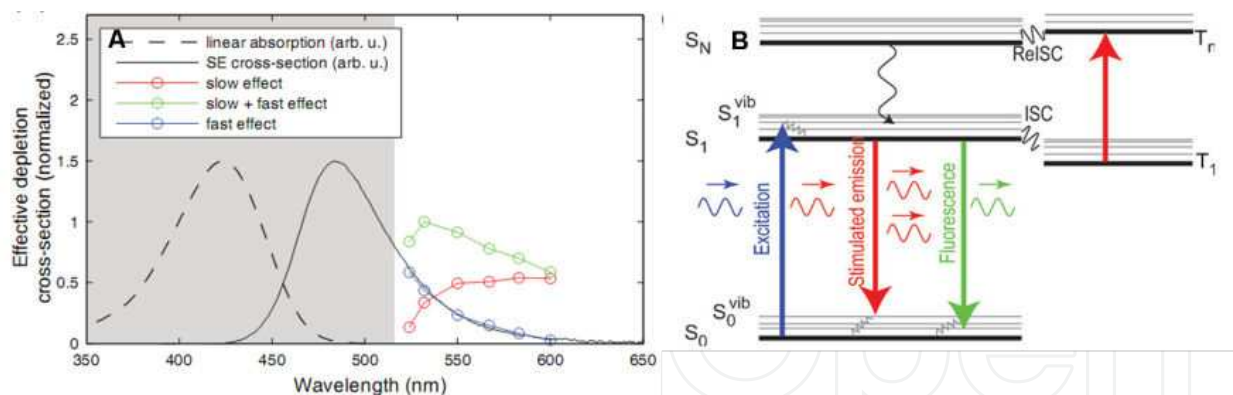 A
linear absorption (arb. u.)
SE cross-section (arb. u.)
slow effect
slow + fast effect
fast effect
Effective depletion
cross-section (normalized)
2.5
2
1.5
1
0.5
0
350 400 450 500 550 600 650
Wavelength (nm)
B
S_N
ReISC
T_n
S_1^vib
S_1
ISC
T_1
Excitation
Stimulated emission
Fluorescence
S_0^vib
S_0
Open